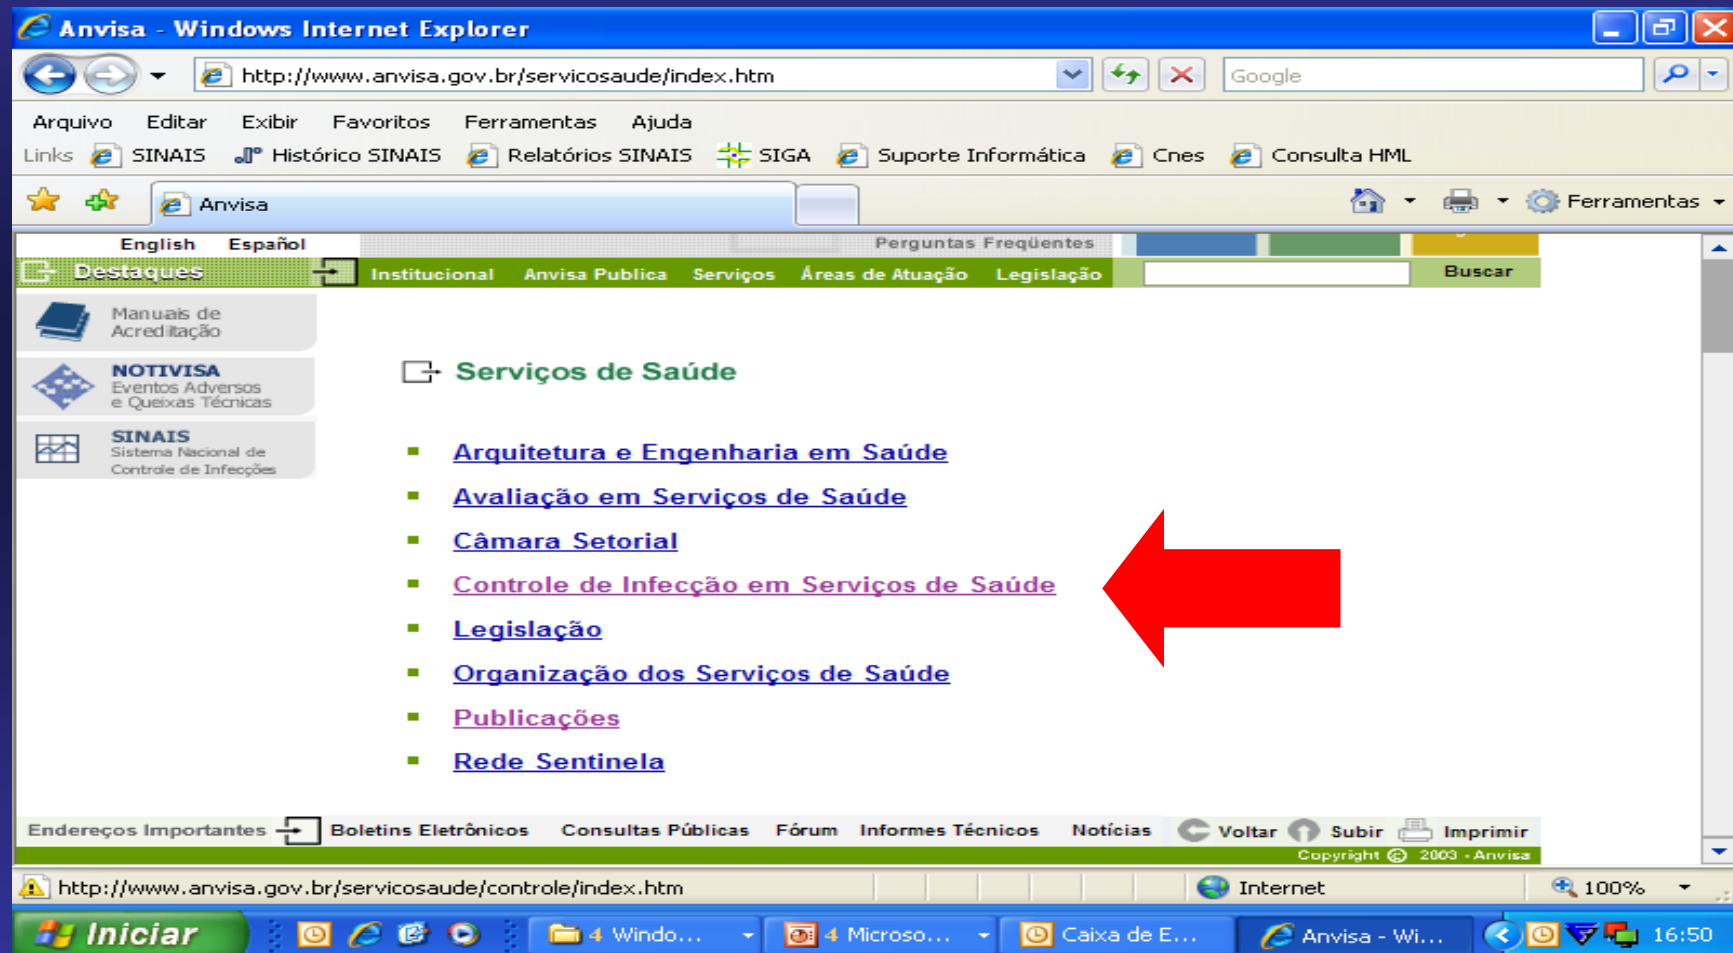 Anvisa - Windows Internet Explorer
http://www.anvisa.gov.br/servicosaude/index.htm
Google
Arquivo Editar Exibir Favoritos Ferramentas Ajuda
Links SINAIS Histórico SINAIS Relatórios SINAIS SIGA Suporte Informática Cnes Consulta HML
Anvisa
Ferramentas
English Español
Perguntas Freqüentes
Destaques
Institucional Anvisa Publica Serviços Áreas de Atuação Legislação
Buscar
Manuais de
Acreditação
NOTIVISA
Eventos Adversos
e Queixas Técnicas
SINAIS
Sistema Nacional de
Controle de Infecções
Serviços de Saúde
Arquitetura e Engenharia em Saúde
Avaliação em Serviços de Saúde
Câmara Setorial
Controle de Infecção em Serviços de Saúde
Legislação
Organização dos Serviços de Saúde
Publicações
Rede Sentinela
Endereços Importantes Boletins Eletrônicos Consultas Públicas Fórum Informes Técnicos Notícias Voltar Subir Imprimir
Copyright © 2003 - Anvisa
http://www.anvisa.gov.br/servicosaude/controle/index.htm
Internet
100%
Iniciar
4 Windo...
4 Microso...
Caixa de E...
Anvisa - Wi...
16:50